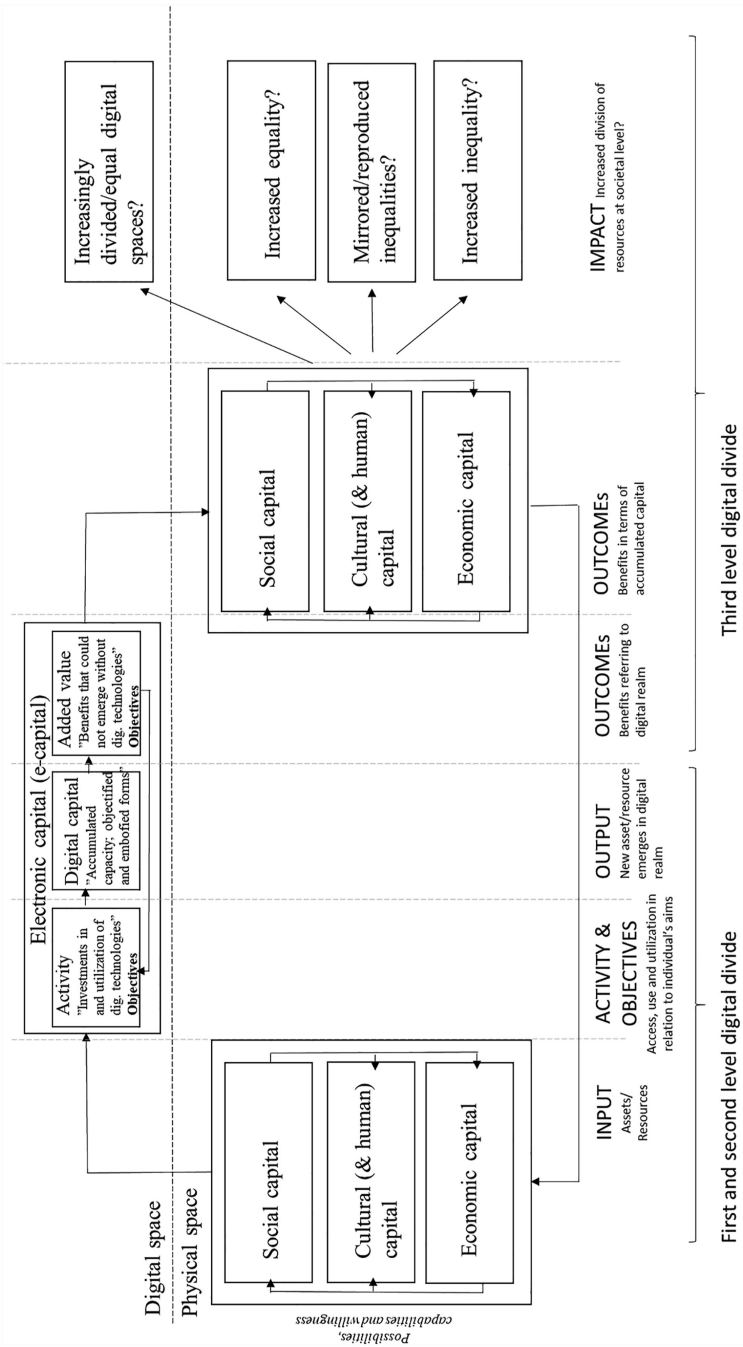 Digital space
Physical space
Possibilities,
capabilities and willingness
Social capital
Cultural (& human)
capital
Economic capital
Electronic capital (e-capital)
Activity
"Investments in
and utilization of
dig. technologies"
Objectives
Digital capital
"Accumulated
capacity; objectified
and embofied forms"
Added value
"Benefits that could
not emerge without
dig. technologies"
Objectives
Social capital
Cultural (& human)
capital
Economic capital
Increasingly
divided/equal digital
spaces?
Increased equality?
Mirrored/reproduced
inequalities?
Increased inequality?
INPUT
Assets/
Resources
ACTIVITY &
OBJECTIVES
Access, use and utilization in
relation to individual's aims
OUTPUT
New asset/resource
emerges in digital
realm
OUTCOMEs
Benefits referring to
digital realm
OUTCOMEs
Benefits in terms of
accumulated capital
IMPACT Increased division of
resources at societal level?
First and second level digital divide
Third level digital divide